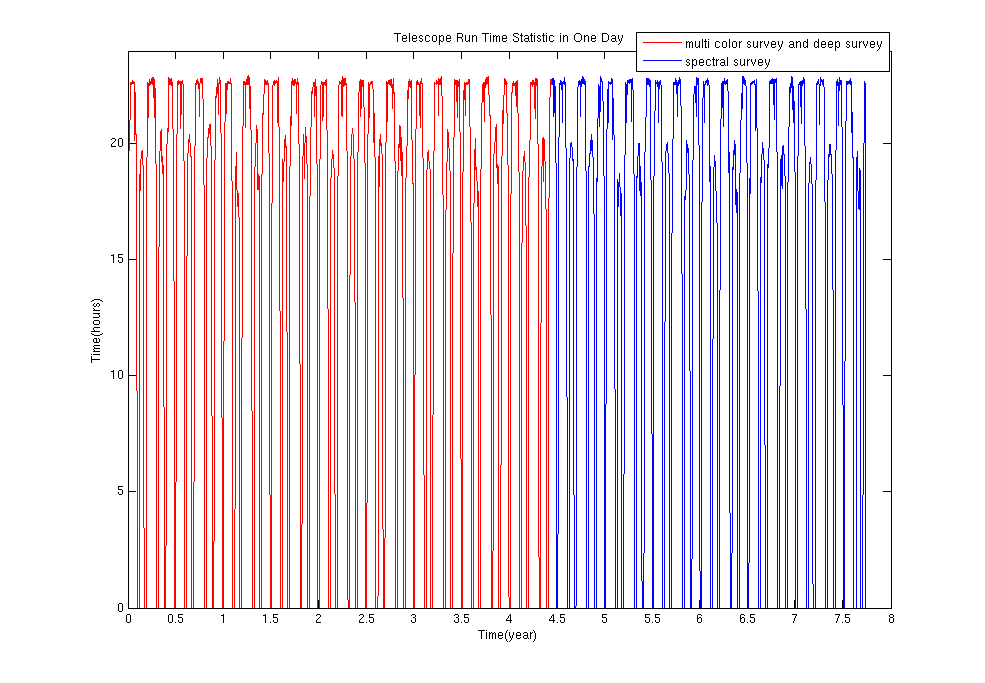 Telescope Run Time Statistic in One Day
multi color survey and deep survey
spectral survey
20
15
10
5
0
Time(hours)
0 0.5 1 1.5 2 2.5 3 3.5 4 4.5 5 5.5 6 6.5 7 7.5 8
Time(year)